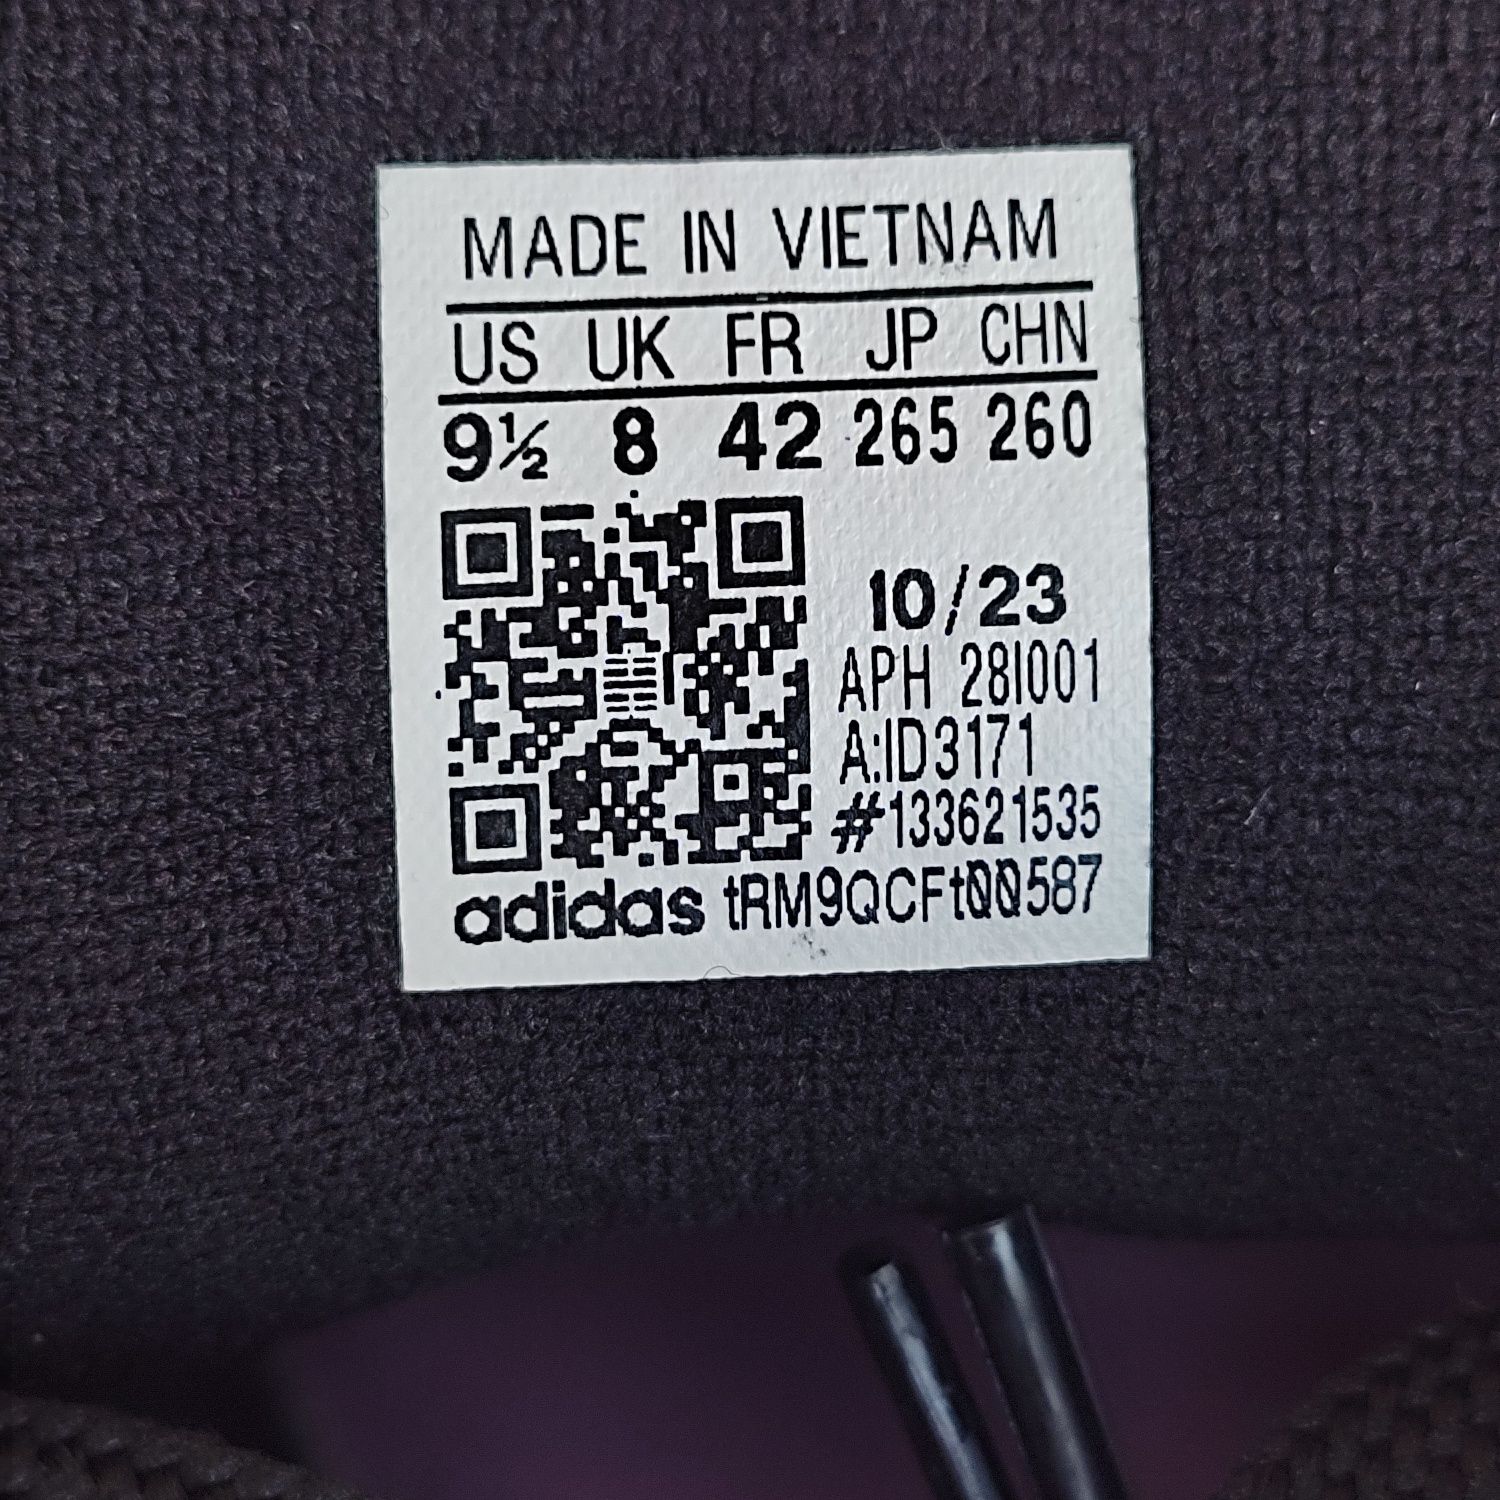 MADE IN VIETNAM
US UK FR JP CHN
9½ 8 42 265 260
10/23
APH 28I001
A:ID3171
#133621535
adidas tRM9QCFt00587